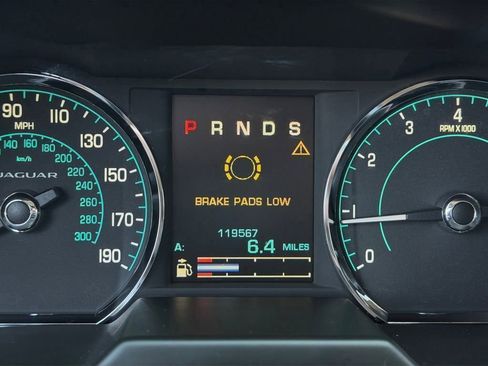 P R N D S
BRAKE PADS LOW
119567
A: 6.4 MILES
90 110 130 150 170 190
MPH
140 160 180 200 220 240 260 280 300
km/h
JAGUAR
0 1 2 3 4
RPM X 1000